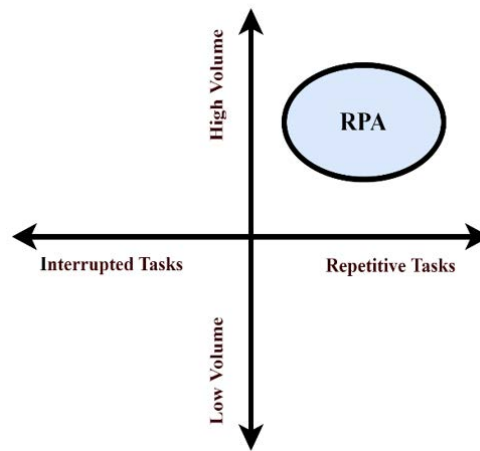 High Volume
RPA
Interrupted Tasks
Repetitive Tasks
Low Volume